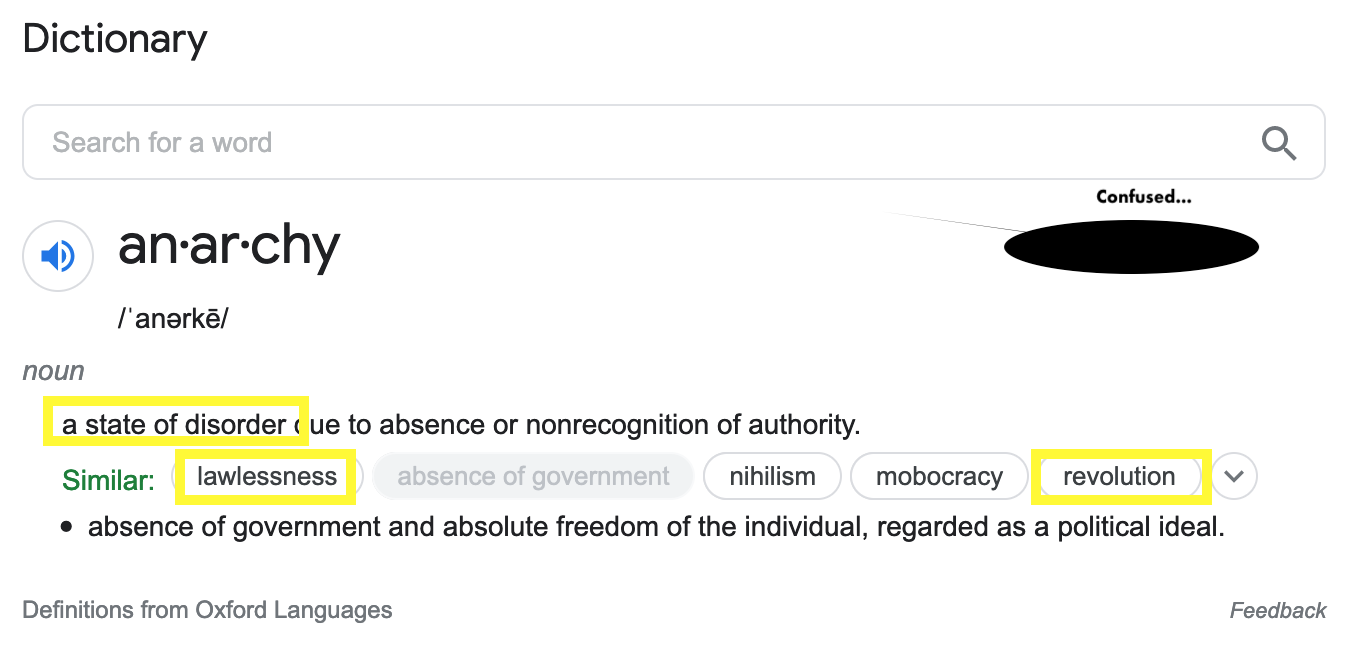 Dictionary
Search for a word
Confused...
an·ar·chy
/ˈanərkē/
noun
a state of disorder due to absence or nonrecognition of authority.
Similar: lawlessness absence of government nihilism mobocracy revolution
• absence of government and absolute freedom of the individual, regarded as a political ideal.
Definitions from Oxford Languages Feedback